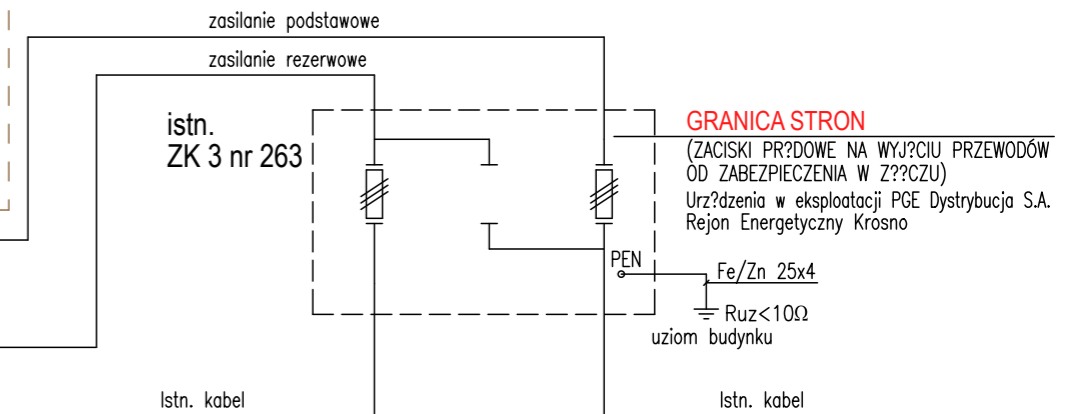 zasilanie podstawowe
zasilanie rezerwowe
istn.
ZK 3 nr 263
GRANICA STRON
(ZACISKI PR?DOWE NA WYJ?CIU PRZEWODÓW
OD ZABEZPIECZENIA W Z??CZU)
Urz?dzenia w eksploatacji PGE Dystrybucja S.A.
Rejon Energetyczny Krosno
PEN
Fe/Zn 25x4
Ruz<10Ω
uziom budynku
Istn. kabel
Istn. kabel